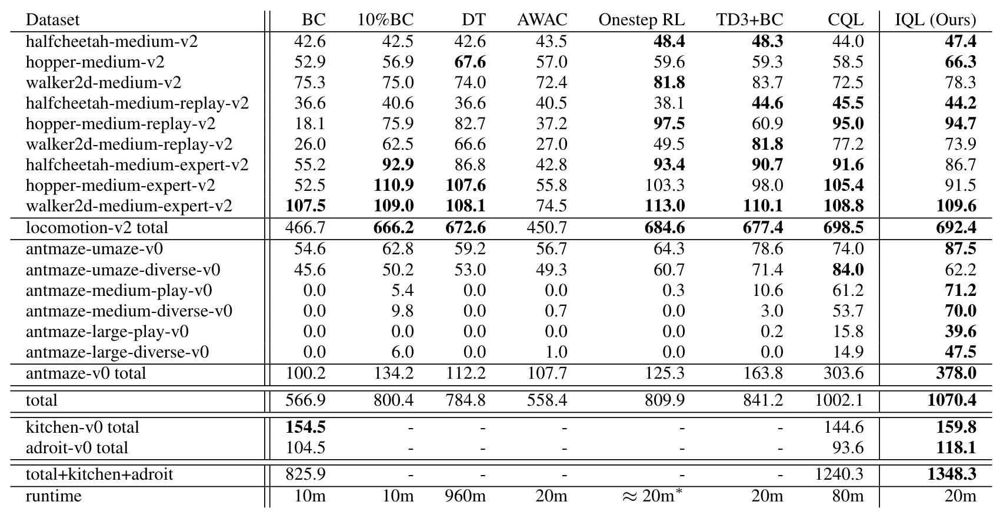 Dataset BC 10%BC DT AWAC Onestep RL TD3+BC CQL IQL (Ours)
halfcheetah-medium-v2 42.6 42.5 42.6 43.5 48.4 48.3 44.0 47.4
hopper-medium-v2 52.9 56.9 67.6 57.0 59.6 59.3 58.5 66.3
walker2d-medium-v2 75.3 75.0 74.0 72.4 81.8 83.7 72.5 78.3
halfcheetah-medium-replay-v2 36.6 40.6 36.6 40.5 38.1 44.6 45.5 44.2
hopper-medium-replay-v2 18.1 75.9 82.7 37.2 97.5 60.9 95.0 94.7
walker2d-medium-replay-v2 26.0 62.5 66.6 27.0 49.5 81.8 77.2 73.9
halfcheetah-medium-expert-v2 55.2 92.9 86.8 42.8 93.4 90.7 91.6 86.7
hopper-medium-expert-v2 52.5 110.9 107.6 55.8 103.3 98.0 105.4 91.5
walker2d-medium-expert-v2 107.5 109.0 108.1 74.5 113.0 110.1 108.8 109.6
locomotion-v2 total 466.7 666.2 672.6 450.7 684.6 677.4 698.5 692.4
antmaze-umaze-v0 54.6 62.8 59.2 56.7 64.3 78.6 74.0 87.5
antmaze-umaze-diverse-v0 45.6 50.2 53.0 49.3 60.7 71.4 84.0 62.2
antmaze-medium-play-v0 0.0 5.4 0.0 0.0 0.3 10.6 61.2 71.2
antmaze-medium-diverse-v0 0.0 9.8 0.0 0.7 0.0 3.0 53.7 70.0
antmaze-large-play-v0 0.0 0.0 0.0 0.0 0.0 0.2 15.8 39.6
antmaze-large-diverse-v0 0.0 6.0 0.0 1.0 0.0 0.0 14.9 47.5
antmaze-v0 total 100.2 134.2 112.2 107.7 125.3 163.8 303.6 378.0
total 566.9 800.4 784.8 558.4 809.9 841.2 1002.1 1070.4
kitchen-v0 total 154.5 - - - - - 144.6 159.8
adroit-v0 total 104.5 - - - - - 93.6 118.1
total+kitchen+adroit 825.9 - - - - - 1240.3 1348.3
runtime 10m 10m 960m 20m ≈ 20m* 20m 80m 20m